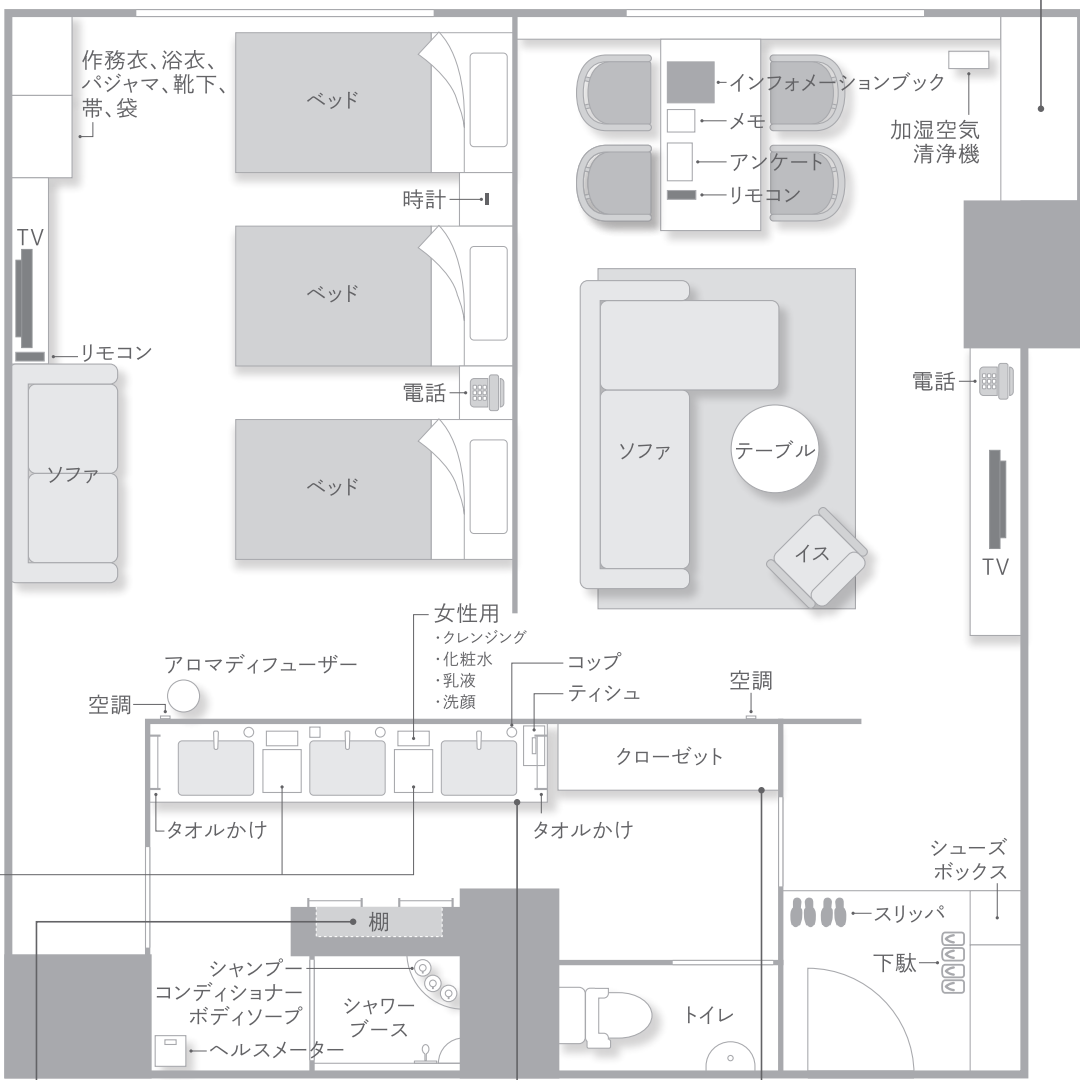 作務衣、浴衣、
パジャマ、靴下、
帯、袋
ベッド
インフォメーションブック
メモ
アンケート
リモコン
加湿空気
清浄機
時計
TV
リモコン
ベッド
電話
電話
ソファ
ベッド
ソファ
テーブル
イス
TV
女性用
・クレンジング
・化粧水
・乳液
・洗顔
コップ
ティシュ
アロマディフューザー
空調
空調
クローゼット
タオルかけ
タオルかけ
シューズ
ボックス
棚
スリッパ
下駄
シャンプー
コンディショナー
ボディソープ
シャワー
ブース
トイレ
ヘルスメーター